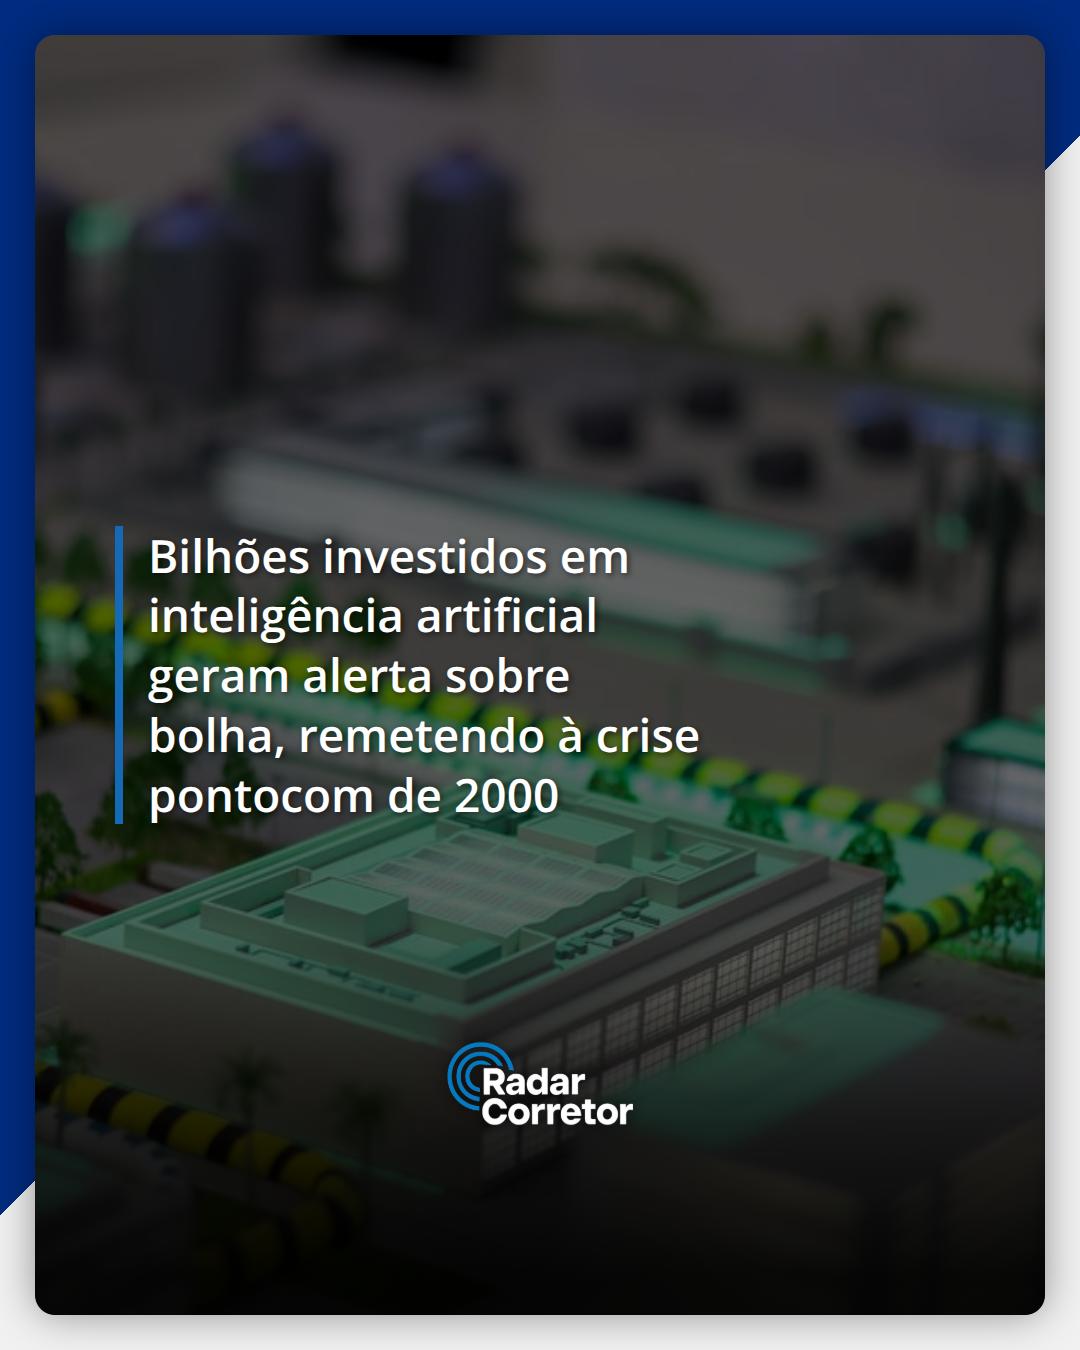 Bilhões investidos em
inteligência artificial
geram alerta sobre
bolha, remetendo à crise
pontocom de 2000
Radar
Corretor